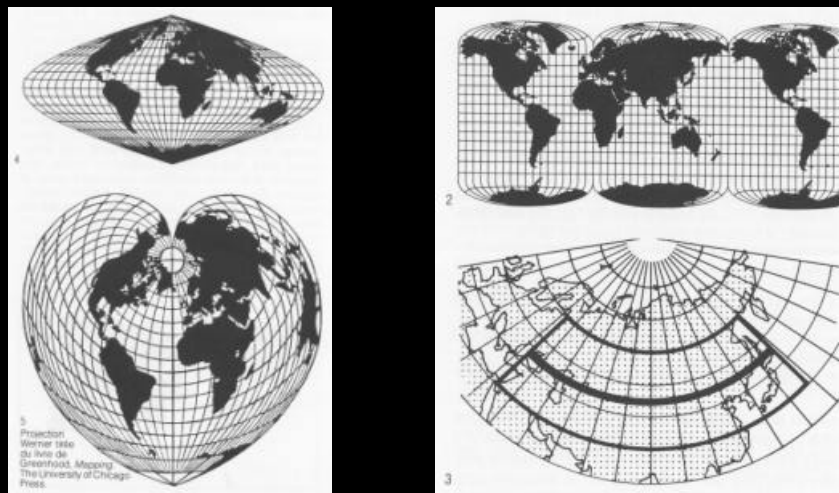 4
5
Projection
Werner tirée
du livre de
Greenhood, Mapping
The University of Chicago
Press
2
3